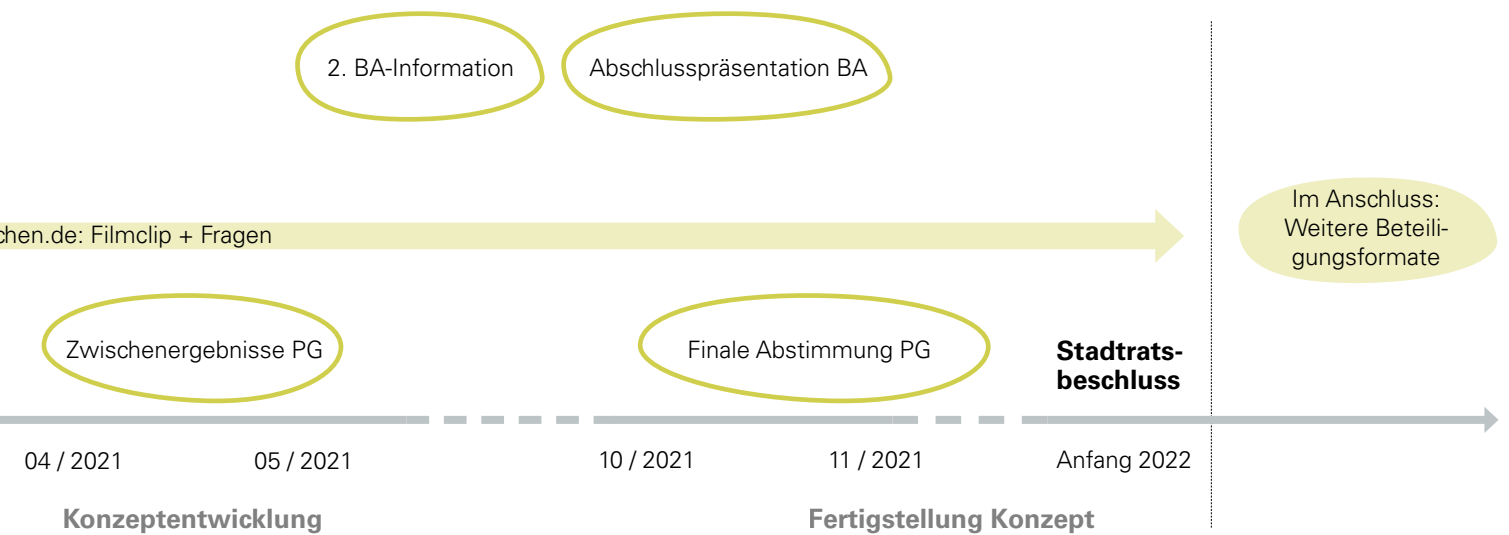 2. BA-Information
Abschlusspräsentation BA
Im Anschluss:
Weitere Beteili-
gungsformate
chen.de: Filmclip + Fragen
Zwischenergebnisse PG
Finale Abstimmung PG
Stadtrats-
beschluss
04 / 2021
05 / 2021
10 / 2021
11 / 2021
Anfang 2022
Konzeptentwicklung
Fertigstellung Konzept